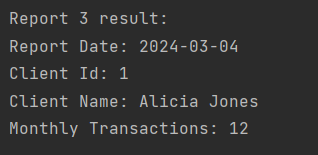 Report 3 result:
Report Date: 2024-03-04
Client Id: 1
Client Name: Alicia Jones
Monthly Transactions: 12